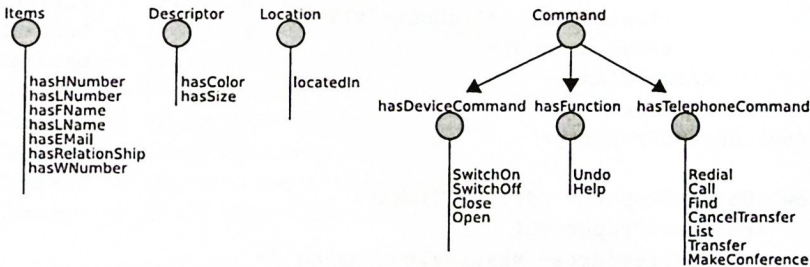 Items
hasHNumber
hasLNumber
hasFName
hasLName
hasEMail
hasRelationShip
hasWNumber
Descriptor
hasColor
hasSize
Location
locatedIn
Command
hasDeviceCommand
SwitchOn
SwitchOff
Close
Open
hasFunction
Undo
Help
hasTelephoneCommand
Redial
Call
Find
CancelTransfer
List
Transfer
MakeConference